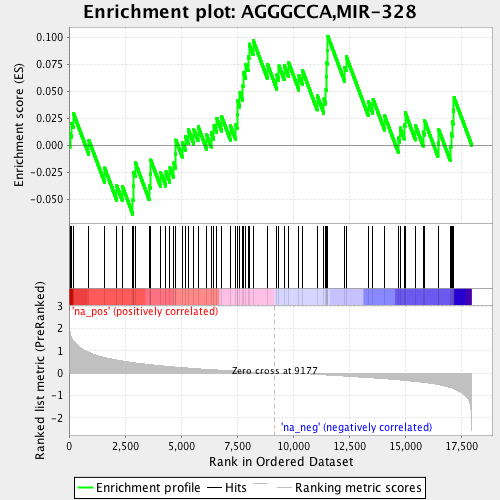 Enrichment plot: AGGGCCA,MIR-328
Enrichment score (ES)
0.100
0.075
0.050
0.025
0.000
-0.025
-0.050
'na_pos' (positively correlated)
Ranked list metric (PreRanked)
3
2
1
0
-1
-2
Zero cross at 9177
'na_neg' (negatively correlated)
0
2,500
5,000
7,500
10,000
12,500
15,000
17,500
Rank in Ordered Dataset
Enrichment profile
Hits
Ranking metric scores